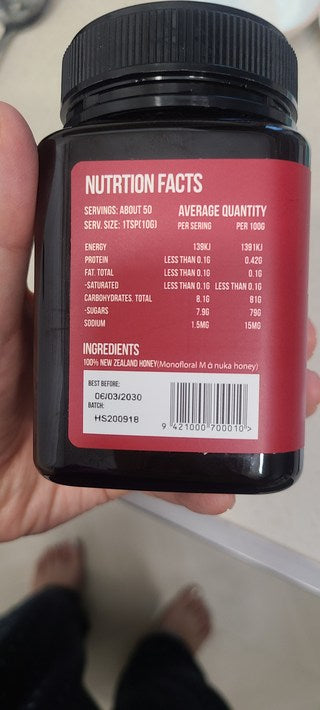 NUTRTION FACTS
SERVINGS: ABOUT 50 AVERAGE QUANTITY
SERV. SIZE: 1TSP(10G) PER SERING PER 100G
ENERGY 139KJ 1391KJ
PROTEIN LESS THAN 0.1G 0.42G
FAT. TOTAL LESS THAN 0.1G 0.1G
-SATURATED LESS THAN 0.1G LESS THAN 0.1G
CARBOHYDRATES. TOTAL 8.1G 81G
-SUGARS 7.9G 79G
SODIUM 1.5MG 15MG
INGREDIENTS
100% NEW ZEALAND HONEY(Monofloral M ā nuka honey)
BEST BEFORE:
06/03/2030
BATCH:
HS200918
9 421000 700010 >